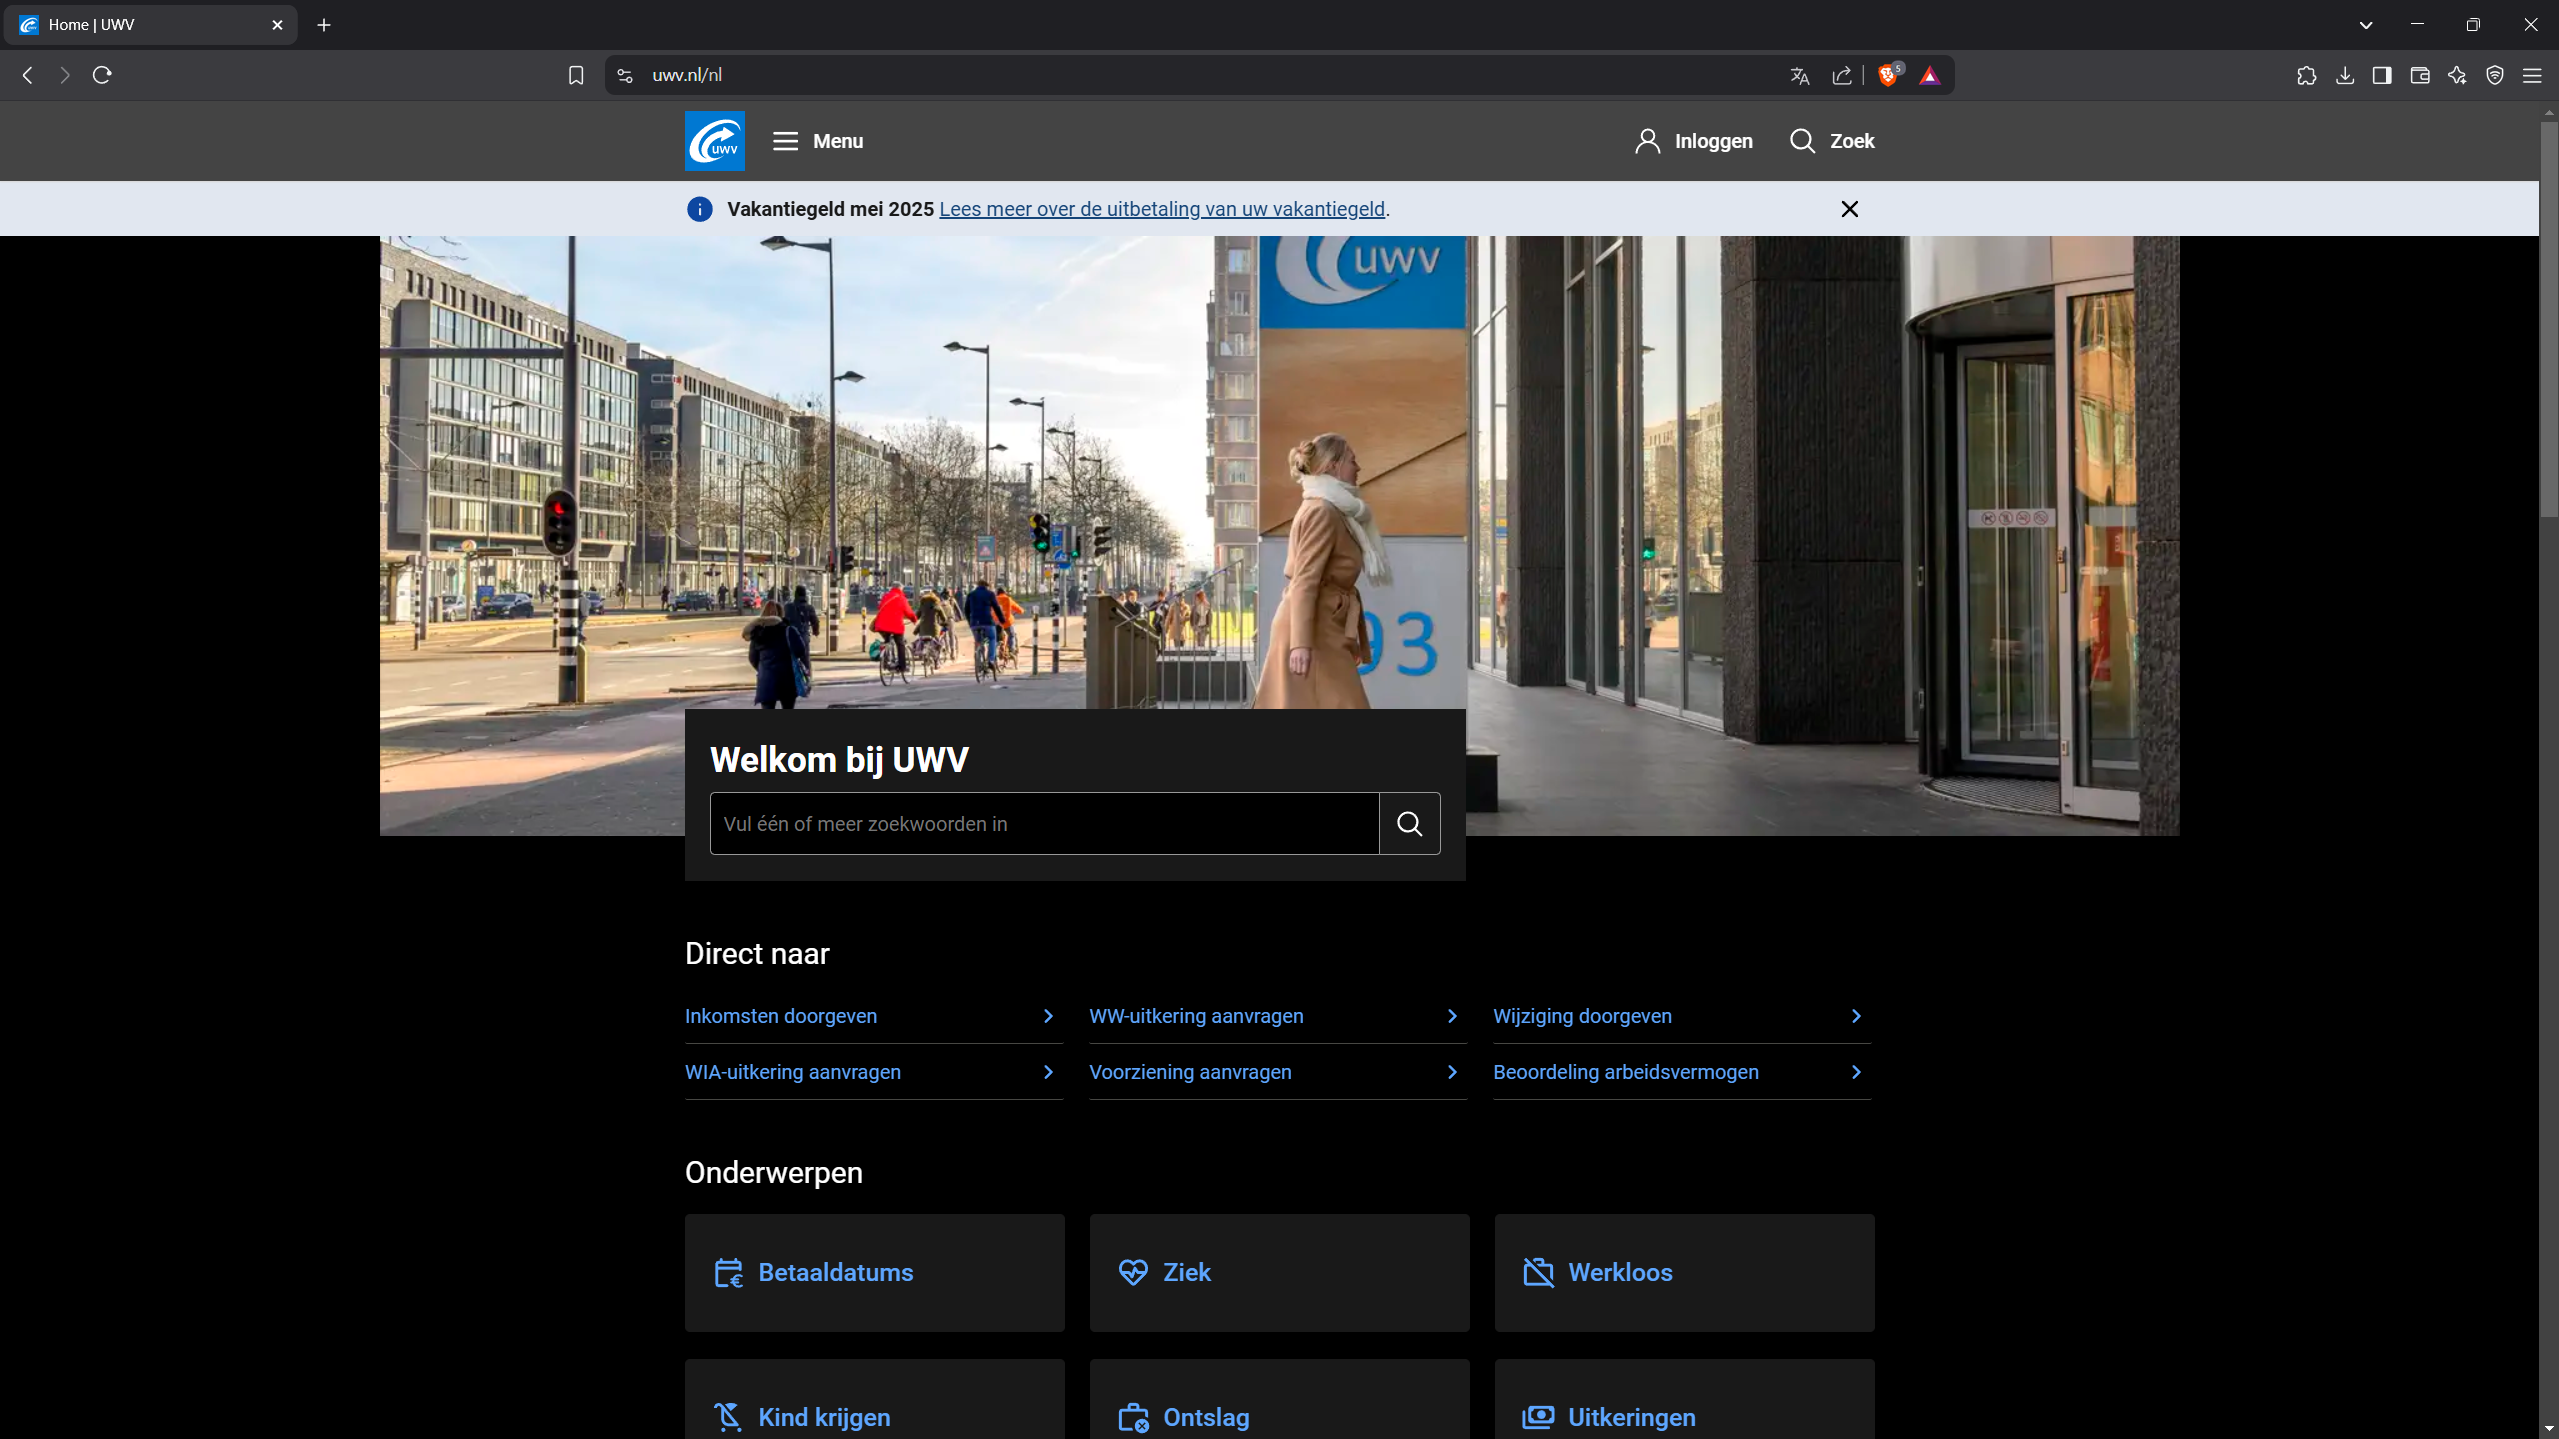 Home | UWV
uwv.nl/nl
5
uwv
Menu
Inloggen
Zoek
Vakantiegeld mei 2025 Lees meer over de uitbetaling van uw vakantiegeld.
uwv
93
Welkom bij UWV
Vul één of meer zoekwoorden in
Direct naar
Inkomsten doorgeven
WW-uitkering aanvragen
Wijziging doorgeven
WIA-uitkering aanvragen
Voorziening aanvragen
Beoordeling arbeidsvermogen
Onderwerpen
Betaaldatums
Ziek
Werkloos
Kind krijgen
Ontslag
Uitkeringen